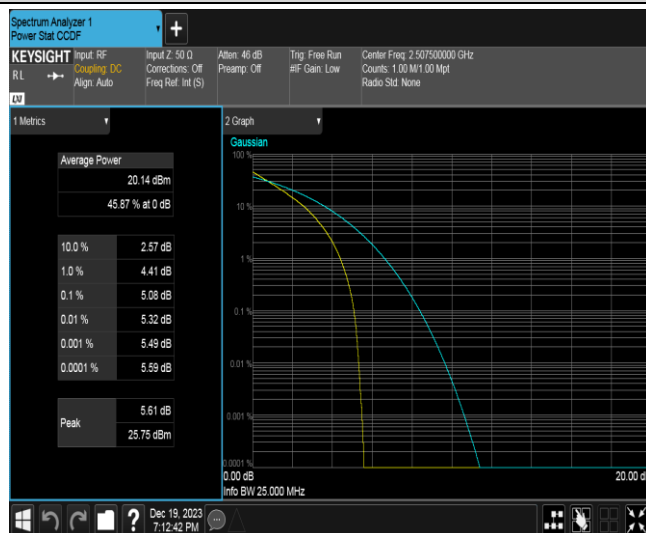 Spectrum Analyzer 1
Power Stat CCDF
+
KEYSIGHT
RL
LXI
Input: RF
Coupling: DC
Align: Auto
Input Z: 50 Ω
Corrections: Off
Freq Ref: Int (S)
Atten: 46 dB
Preamp: Off
Trig: Free Run
#IF Gain: Low
Center Freq: 2.507500000 GHz
Counts: 1.00 M/1.00 Mpt
Radio Std: None
1 Metrics
Average Power
20.14 dBm
45.87 % at 0 dB
10.0 % 2.57 dB
1.0 % 4.41 dB
0.1 % 5.08 dB
0.01 % 5.32 dB
0.001 % 5.49 dB
0.0001 % 5.59 dB
Peak
5.61 dB
25.75 dBm
2 Graph
Gaussian
100 %
10 %
1 %
0.1 %
0.01 %
0.001 %
0.0001 %
0.00 dB
20.00 d
Info BW 25.000 MHz
?
Dec 19, 2023
7:12:42 PM